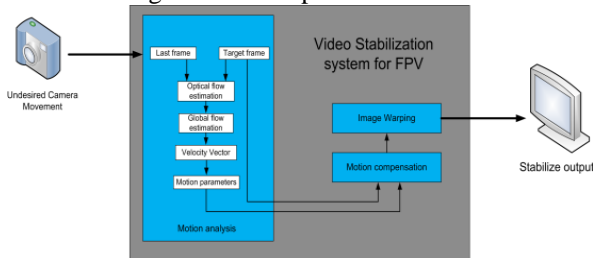 Last frame
Target frame
Video Stabilization
system for FPV
Undesired Camera
Movement
Optical flow
estimation
Global flow
estimation
Image Warping
Velocity Vector
Stabilize output
Motion compensation
Motion parameters
Motion analysis